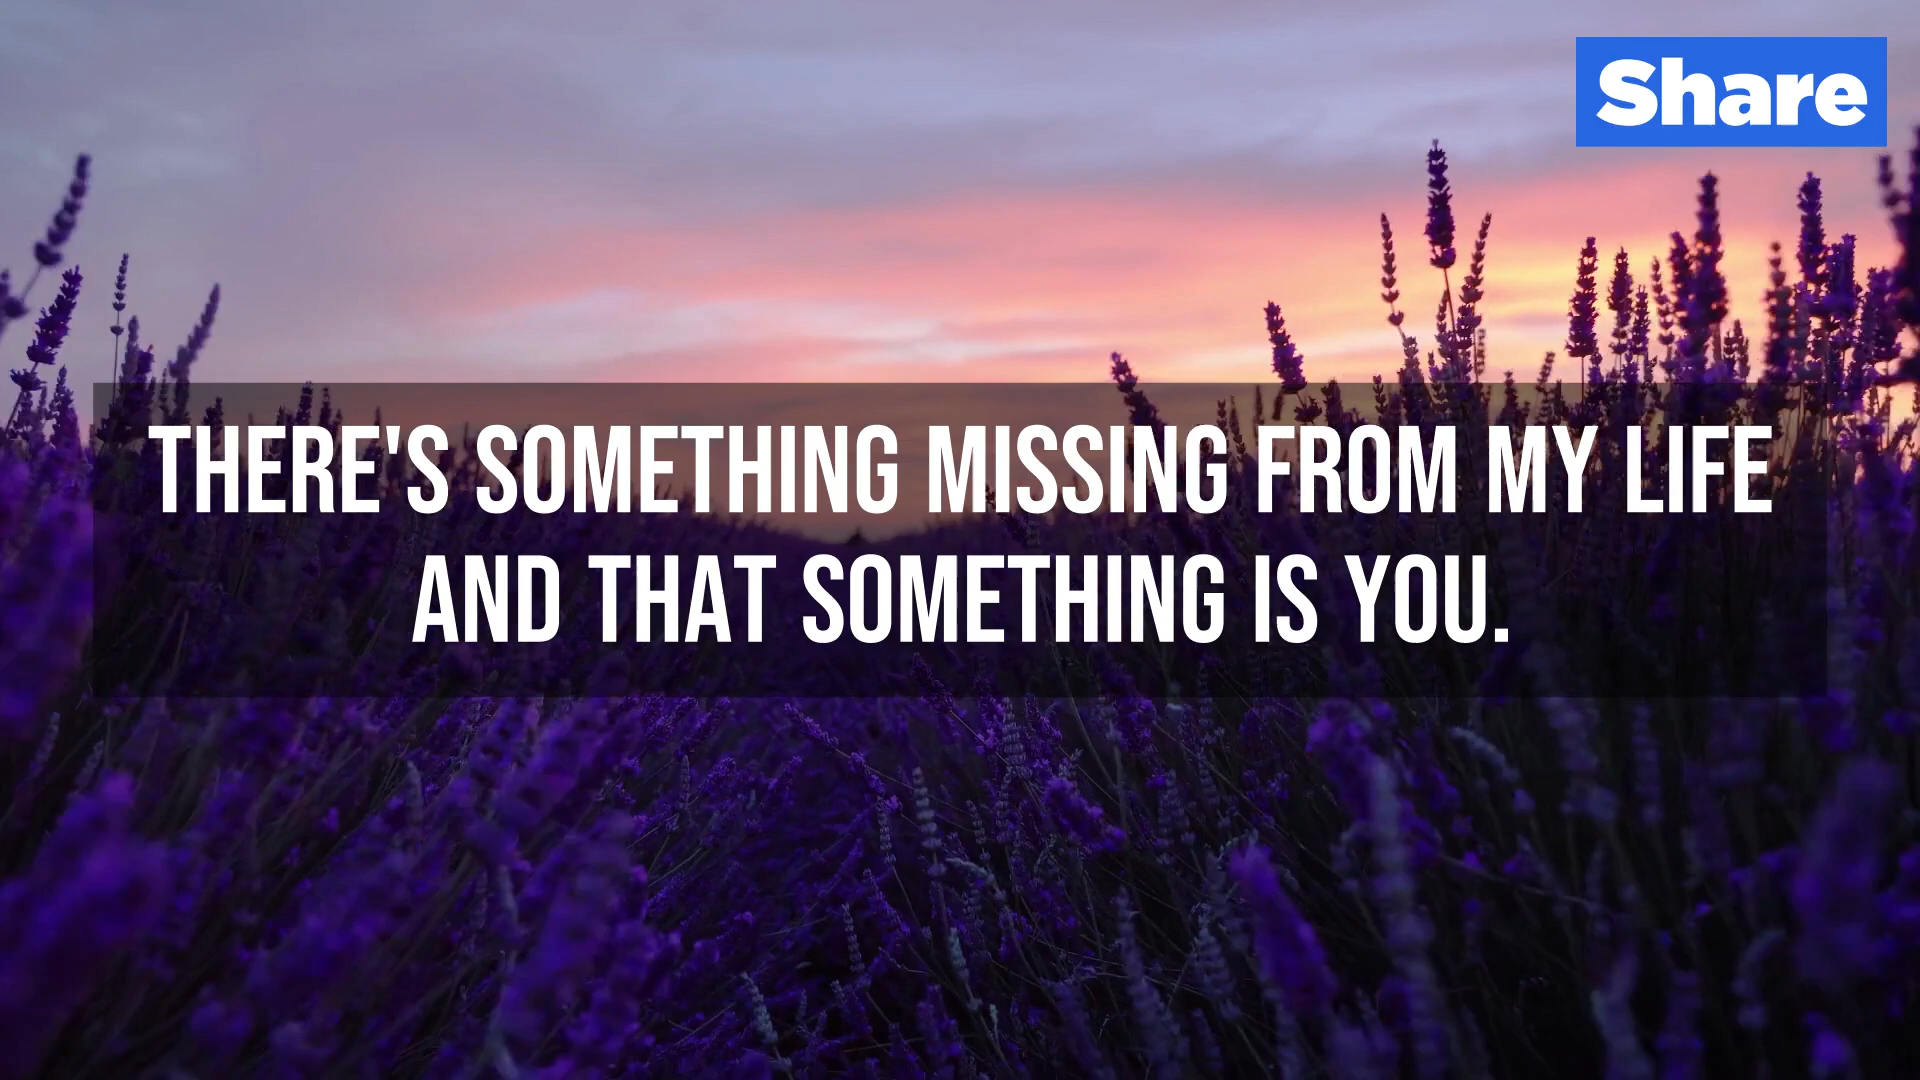 Share
THERE'S SOMETHING MISSING FROM MY LIFE
AND THAT SOMETHING IS YOU.